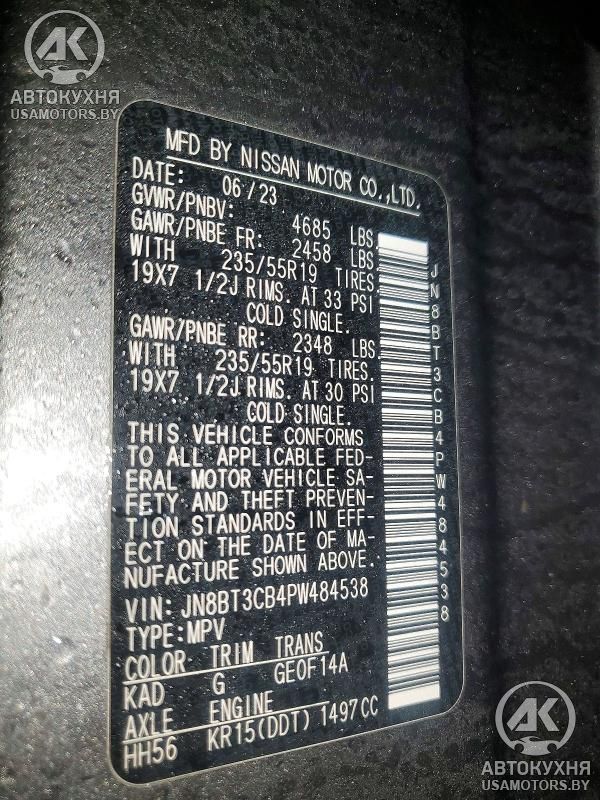 AK
АВТОКУХНЯ
USAMOTORS.BY
MFD BY NISSAN MOTOR CO.,LTD.
DATE: 06/23
GVWR/PNBV: 4685 LBS.
GAWR/PNBE FR: 2458 LBS.
WITH 235/55R19 TIRES.
19X7 1/2J RIMS. AT 33 PSI
COLD SINGLE.
GAWR/PNBE RR: 2348 LBS.
WITH 235/55R19 TIRES.
19X7 1/2J RIMS. AT 30 PSI
COLD SINGLE.
THIS VEHICLE CONFORMS
TO ALL APPLICABLE FED-
ERAL MOTOR VEHICLE SA-
FETY AND THEFT PREVEN-
TION STANDARDS IN EFF-
ECT ON THE DATE OF MA-
NUFACTURE SHOWN ABOVE.
VIN: JN8BT3CB4PW484538
TYPE:MPV
COLOR TRIM TRANS
KAD G GE0F14A
AXLE ENGINE
HH56 KR15(DDT) 1497CC
JN8BT3CB4PW484538
AK
АВТОКУХНЯ
USAMOTORS.BY